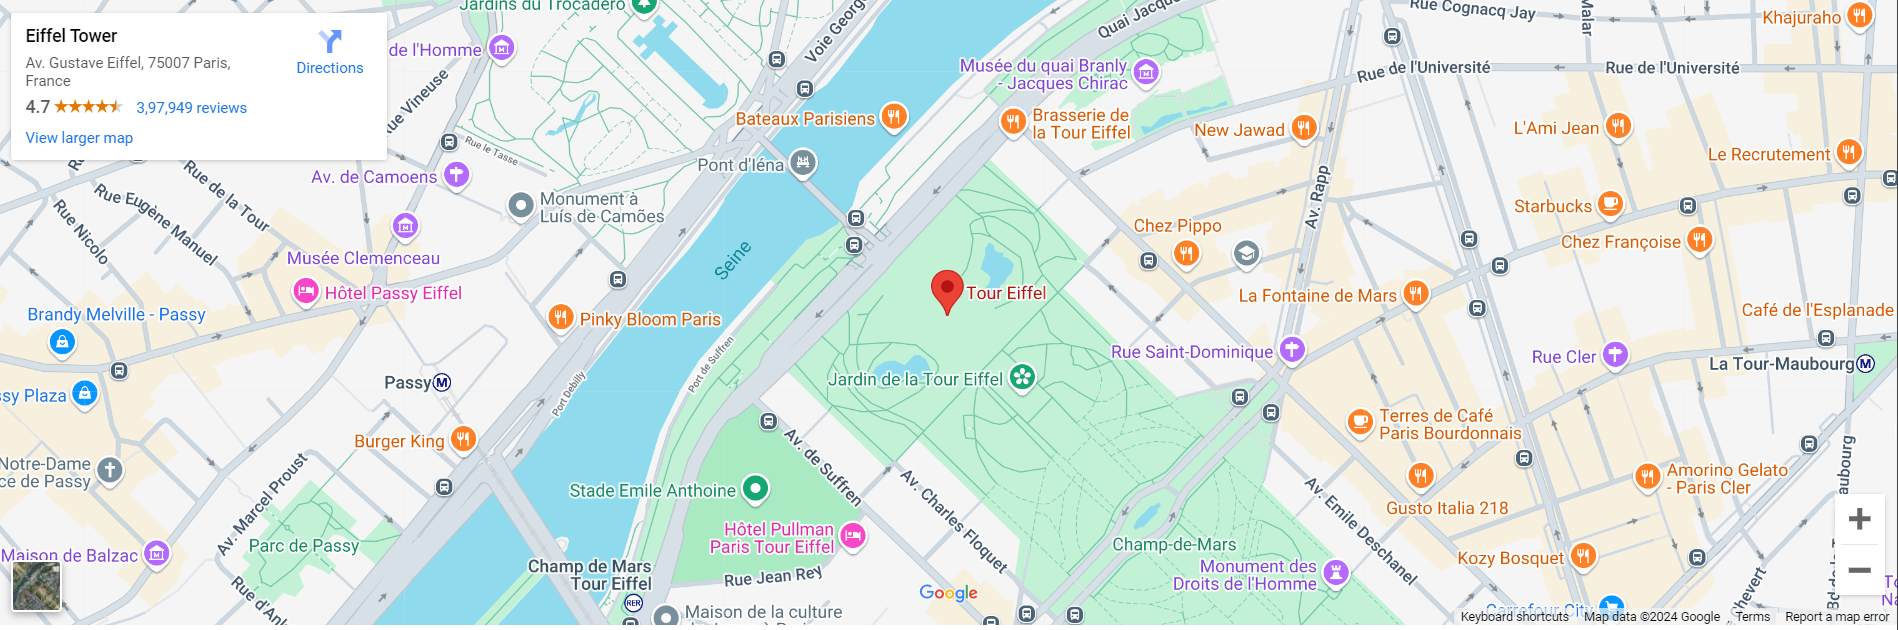 Eiffel Tower
Av. Gustave Eiffel, 75007 Paris,
France
4.7
3,97,949 reviews
View larger map
Directions
Jardins du Trocadéro
de l'Homme
Rue Vineuse
Rue le Tasse
Av. de Camoens
Rue de la Tour
Rue Eugène Manuel
Rue Nicolo
Musée Clemenceau
Hôtel Passy Eiffel
Brandy Melville - Passy
ssy Plaza
Passy
M
Burger King
Notre-Dame
ce de Passy
Av. Marcel Proust
Parc de Passy
Maison de Balzac
Rue d'Ank
Monument à
Luís de Camões
Pont d'Iéna
Bateaux Parisiens
Voie George
Seine
Pinky Bloom Paris
Port Debilly
Port de Suffren
Quai Jacque
Musée du quai Branly
- Jacques Chirac
Brasserie de
la Tour Eiffel
New Jawad
Rue de l'Université
Rue de l'Université
Rue Cognacq Jay
Malar
Khajuraho
L'Ami Jean
Le Recrutement
Starbucks
Chez Françoise
Chez Pippo
Av. Rapp
La Fontaine de Mars
Café de l'Esplanade
Rue Saint-Dominique
Rue Cler
La Tour-Maubourg
M
Tour Eiffel
Jardin de la Tour Eiffel
Av. de Suffren
Stade Emile Anthoine
Hôtel Pullman
Paris Tour Eiffel
Av. Charles Floquet
Champ de Mars
Tour Eiffel
RER
Rue Jean Rey
Maison de la culture
Terres de Café
Paris Bourdonnais
Gusto Italia 218
Amorino Gelato
- Paris Cler
aubourg
Av. Emile Deschanel
Champ-de-Mars
Monument des
Droits de l'Homme
Kozy Bosquet
Carrefour City
Chevert
Google
Keyboard shortcuts
Map data ©2024 Google
Terms
Report a map error